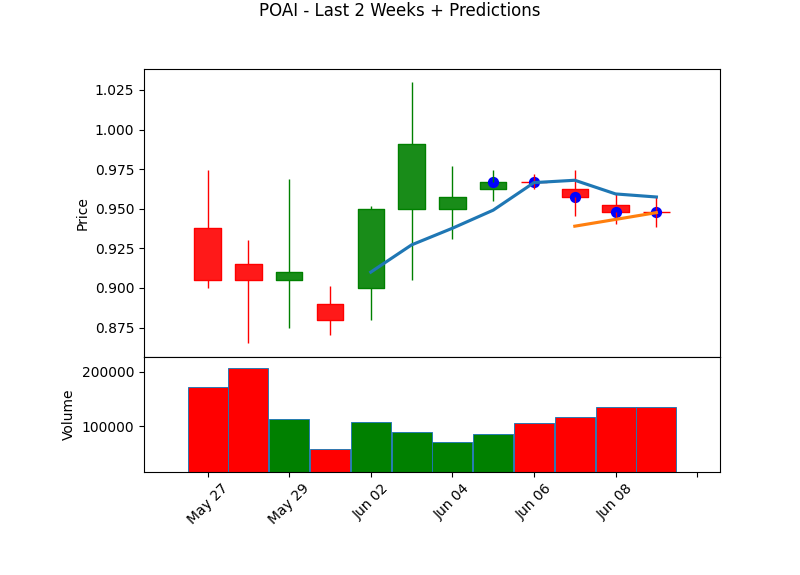 POAI - Last 2 Weeks + Predictions
1.025
1.000
0.975
0.950
0.925
0.900
0.875
Price
200000
100000
Volume
May 27
May 29
Jun 02
Jun 04
Jun 06
Jun 08